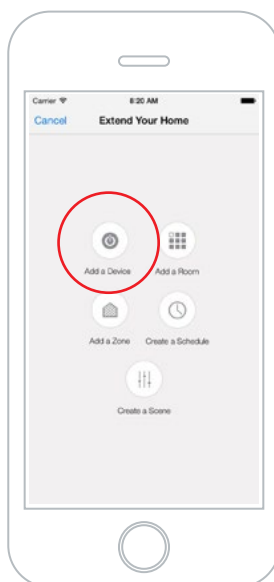 Carrier 8:20 AM
Cancel Extend Your Home
Add a Device Add a Room
Add a Zone Create a Schedule
Create a Scene